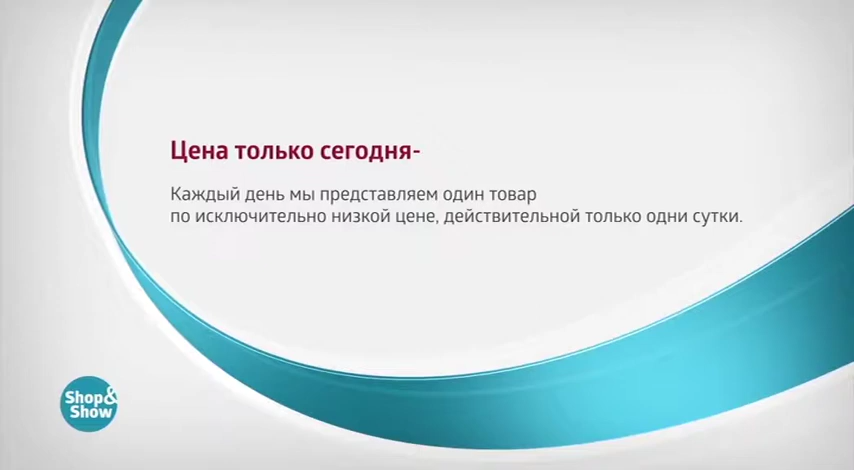 Цена только сегодня-
Каждый день мы представляем один товар
по исключительно низкой цене, действительной только одни сутки.
Shop&
Show